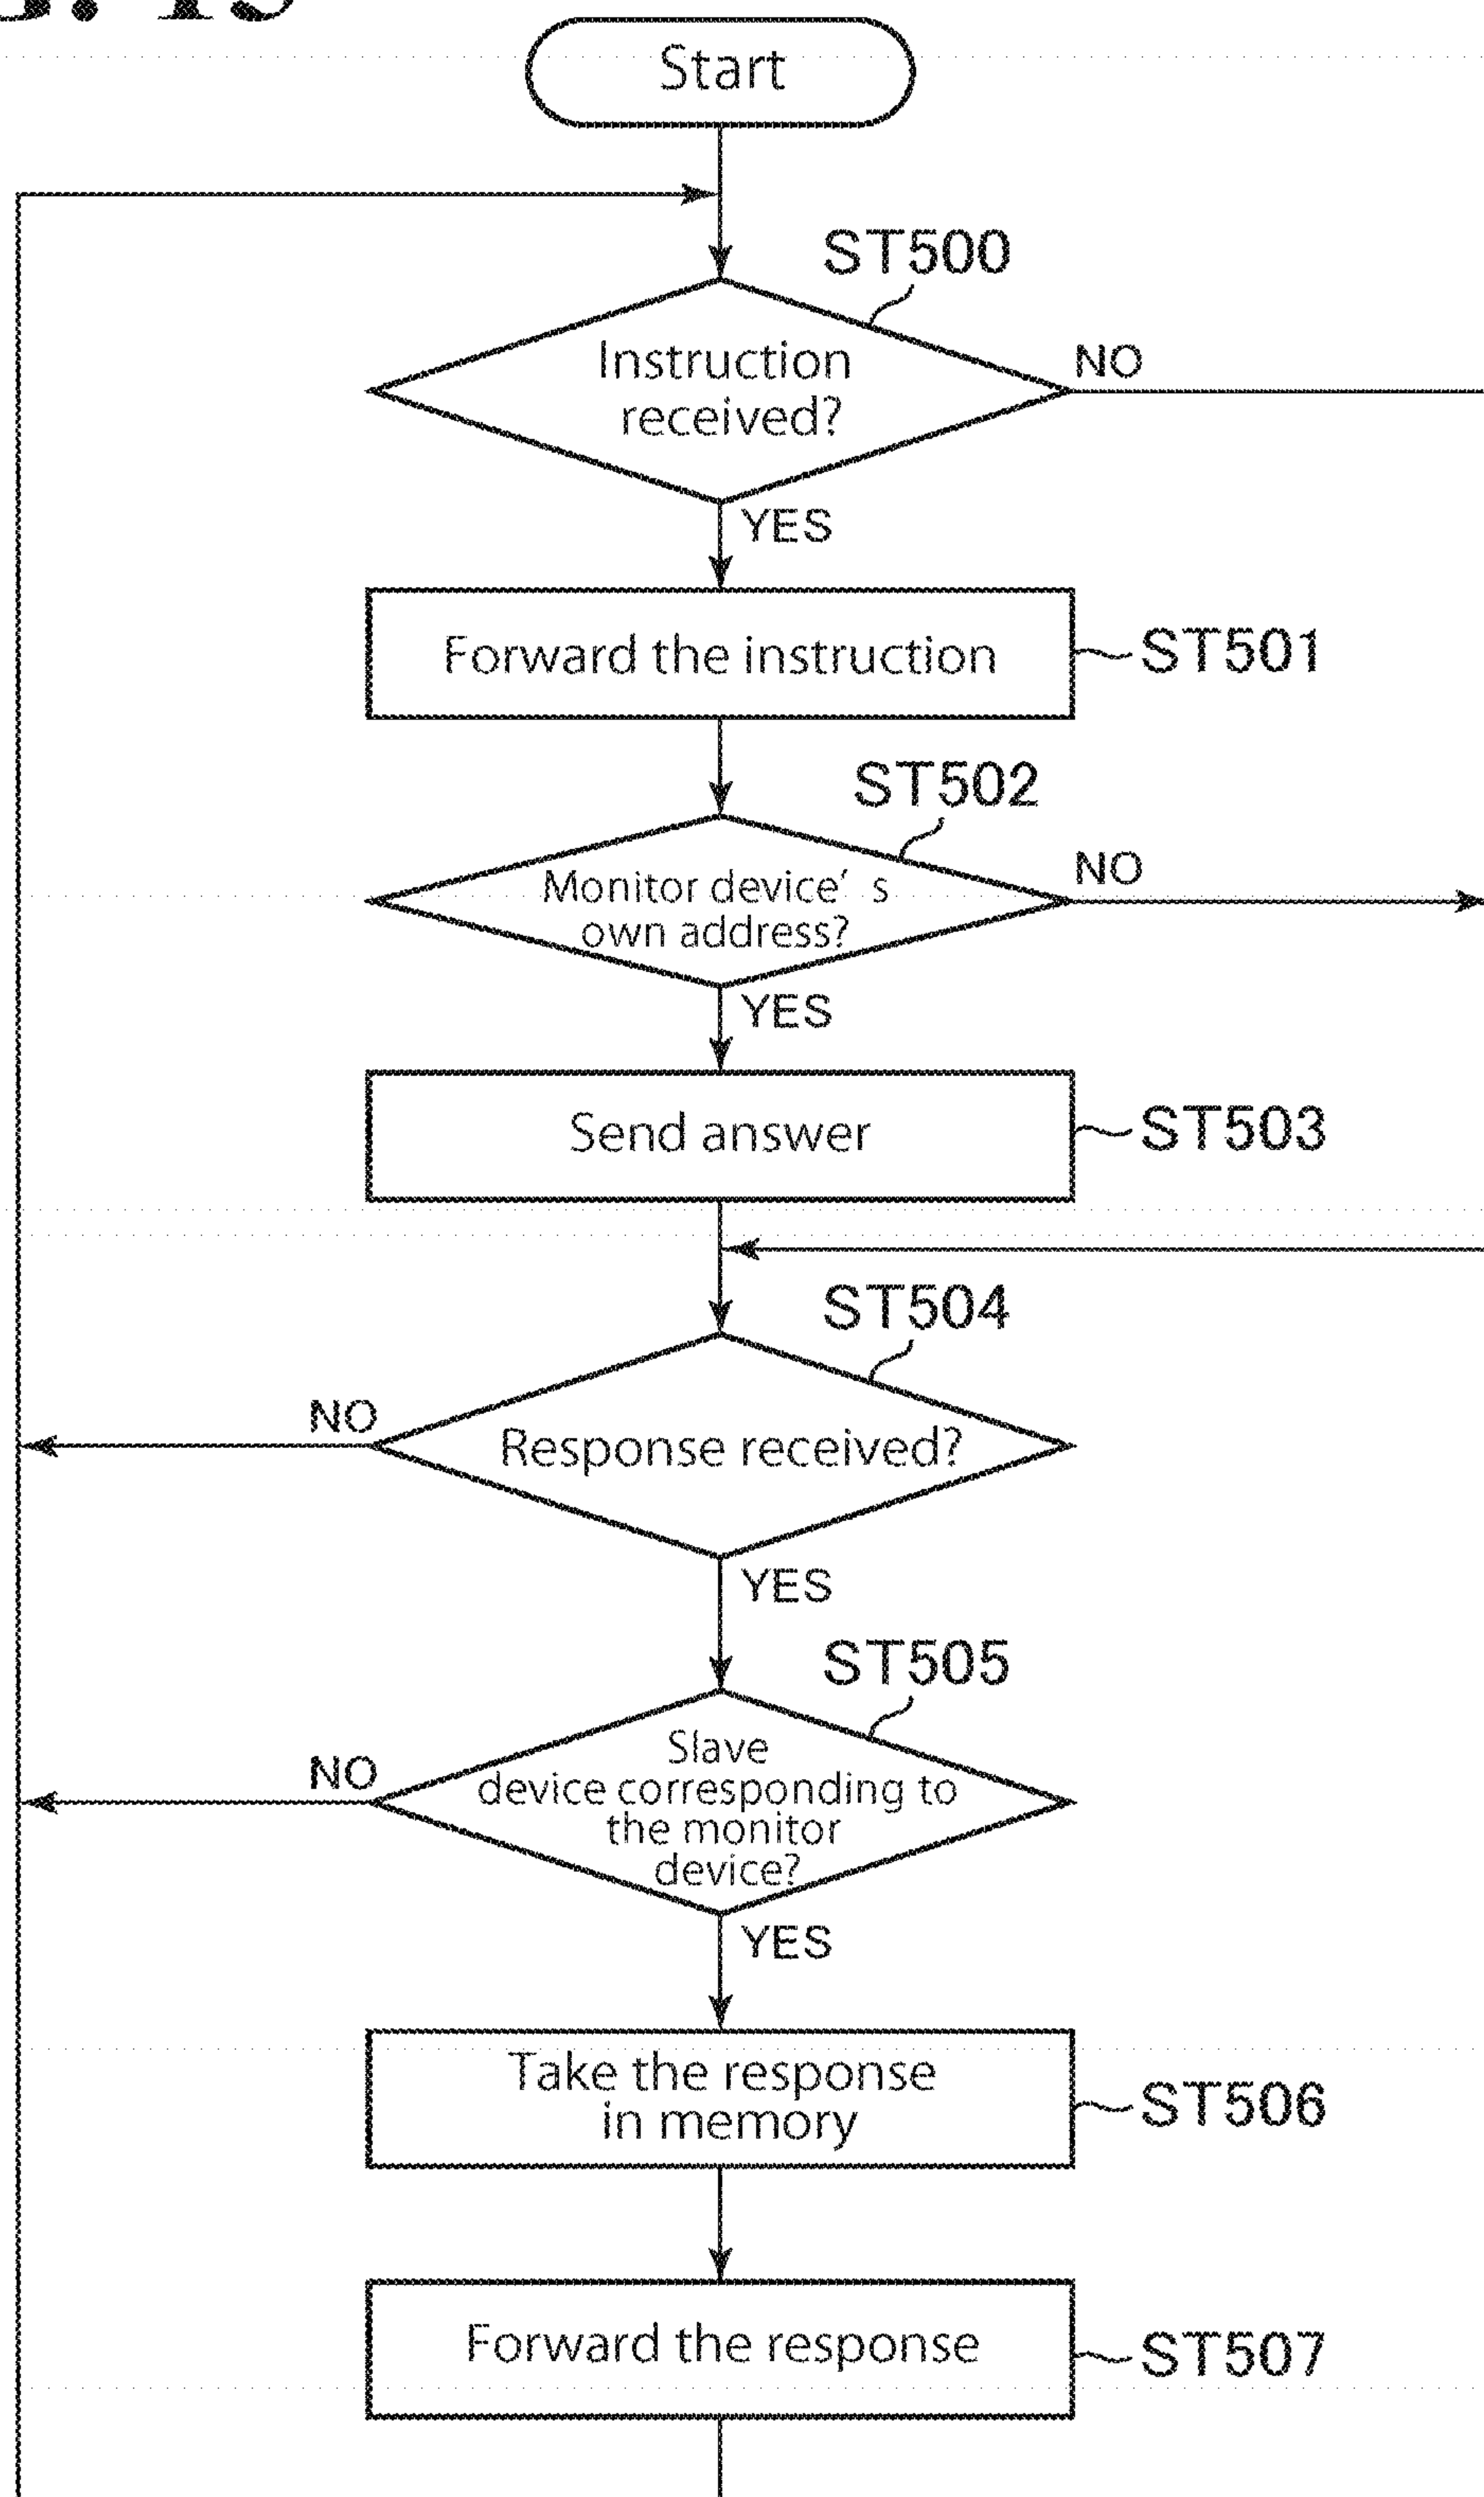 Start
ST500
Instruction
received?
NO
YES
Forward the instruction
ST501
ST502
Monitor device' s
own address?
NO
YES
Send answer
ST503
ST504
NO
Response received?
YES
ST505
NO
Slave
device corresponding to
the monitor
device?
YES
Take the response
in memory
ST506
Forward the response
ST507